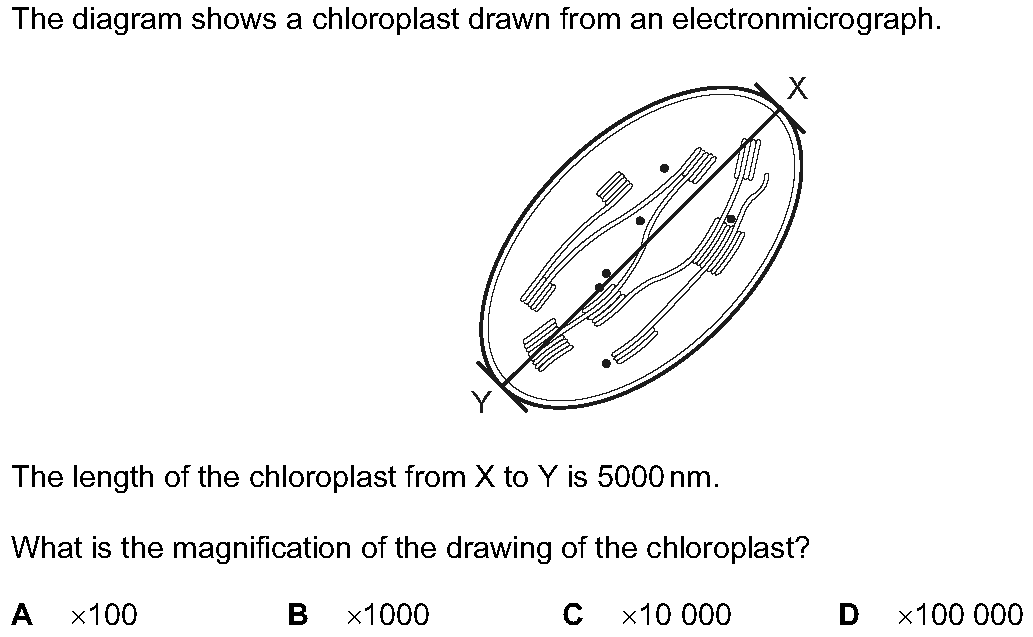 The diagram shows a chloroplast drawn from an electronmicrograph.
X
Y
The length of the chloroplast from X to Y is 5000 nm.
What is the magnification of the drawing of the chloroplast?
A ×100 B ×1000 C ×10 000 D ×100 000